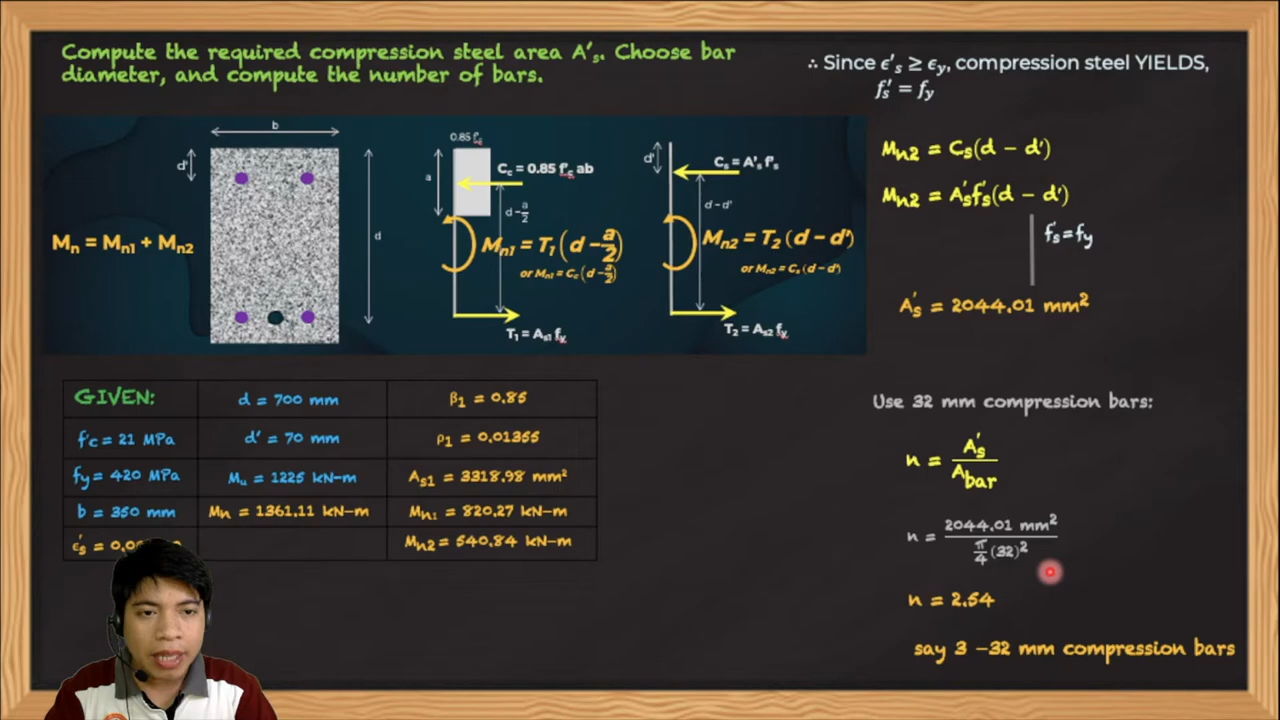 Compute the required compression steel area A's. Choose bar
diameter, and compute the number of bars.
∴ Since ϵ's ≥ ϵy, compression steel YIELDS,
f's = fy
b
d'
d
Mn = Mn1 + Mn2
0.85 f'c
a
Cc = 0.85 f'c ab
d - a/2
Mn1 = T1 (d - a/2)
or Mn1 = Cc (d - a/2)
T1 = As1 fy
d'
Cs = A's f's
d - d'
Mn2 = T2 (d - d')
or Mn2 = Cs (d - d')
T2 = As2 fy
Mn2 = Cs(d - d')
Mn2 = A's f's(d - d')
f's = fy
A's = 2044.01 mm²
GIVEN:
d = 700 mm
β1 = 0.85
f'c = 21 MPa
d' = 70 mm
ρ1 = 0.01355
fy = 420 MPa
Mu = 1225 kN-m
As1 = 3318.98 mm²
b = 350 mm
Mn = 1361.11 kN-m
Mn1 = 820.27 kN-m
ϵ's =
Mn2 = 540.84 kN-m
Use 32 mm compression bars:
n = A's / Abar
n = 2044.01 mm² / π/4 (32)²
n = 2.54
say 3 -32 mm compression bars